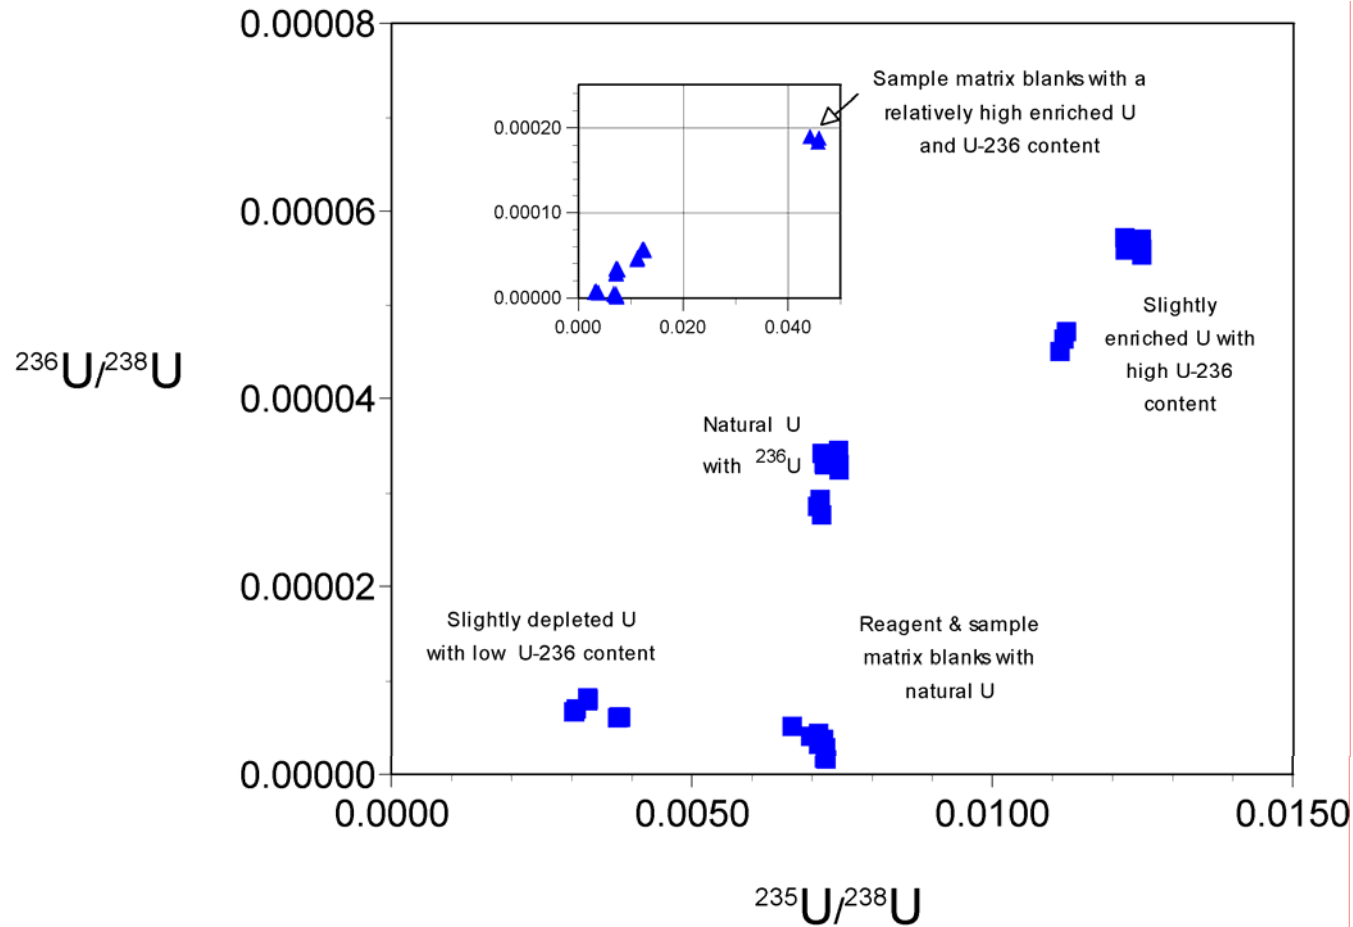 0.00008
Sample matrix blanks with a
relatively high enriched U
and U-236 content
0.00020
0.00010
0.00000
0.000 0.020 0.040
0.00006
Slightly
enriched U with
high U-236
content
236U/238U
0.00004
Natural U
with 236U
0.00002
Slightly depleted U
with low U-236 content
Reagent & sample
matrix blanks with
natural U
0.00000
0.0000 0.0050 0.0100 0.0150
235U/238U